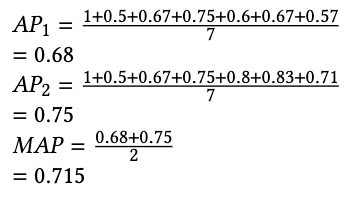 AP₁ = (1+0.5+0.67+0.75+0.6+0.67+0.57)/7
= 0.68
AP₂ = (1+0.5+0.67+0.75+0.8+0.83+0.71)/7
= 0.75
MAP = (0.68+0.75)/2
= 0.715